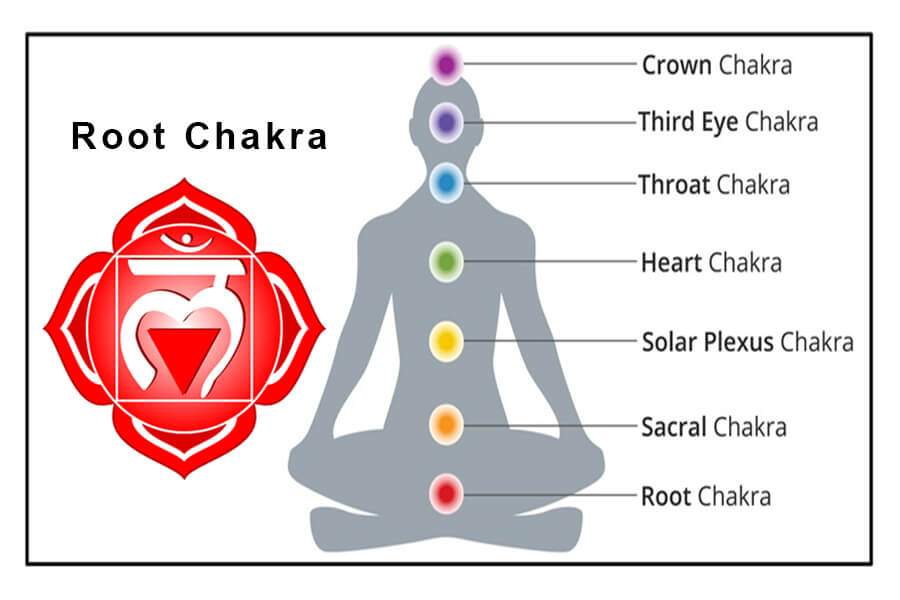 Root Chakra
लं
Crown Chakra
Third Eye Chakra
Throat Chakra
Heart Chakra
Solar Plexus Chakra
Sacral Chakra
Root Chakra